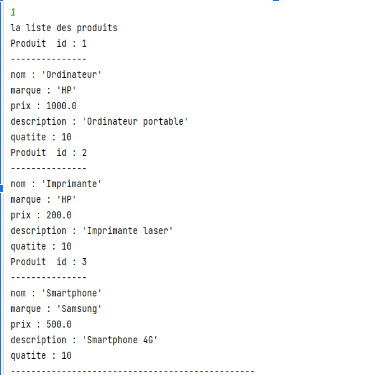 1
la liste des produits
Produit  id : 1
---------------
nom : 'Ordinateur'
marque : 'HP'
prix : 1000.0
description : 'Ordinateur portable'
quatite : 10
Produit  id : 2
---------------
nom : 'Imprimante'
marque : 'HP'
prix : 200.0
description : 'Imprimante laser'
quatite : 10
Produit  id : 3
---------------
nom : 'Smartphone'
marque : 'Samsung'
prix : 500.0
description : 'Smartphone 4G'
quatite : 10
------------------------------------------------